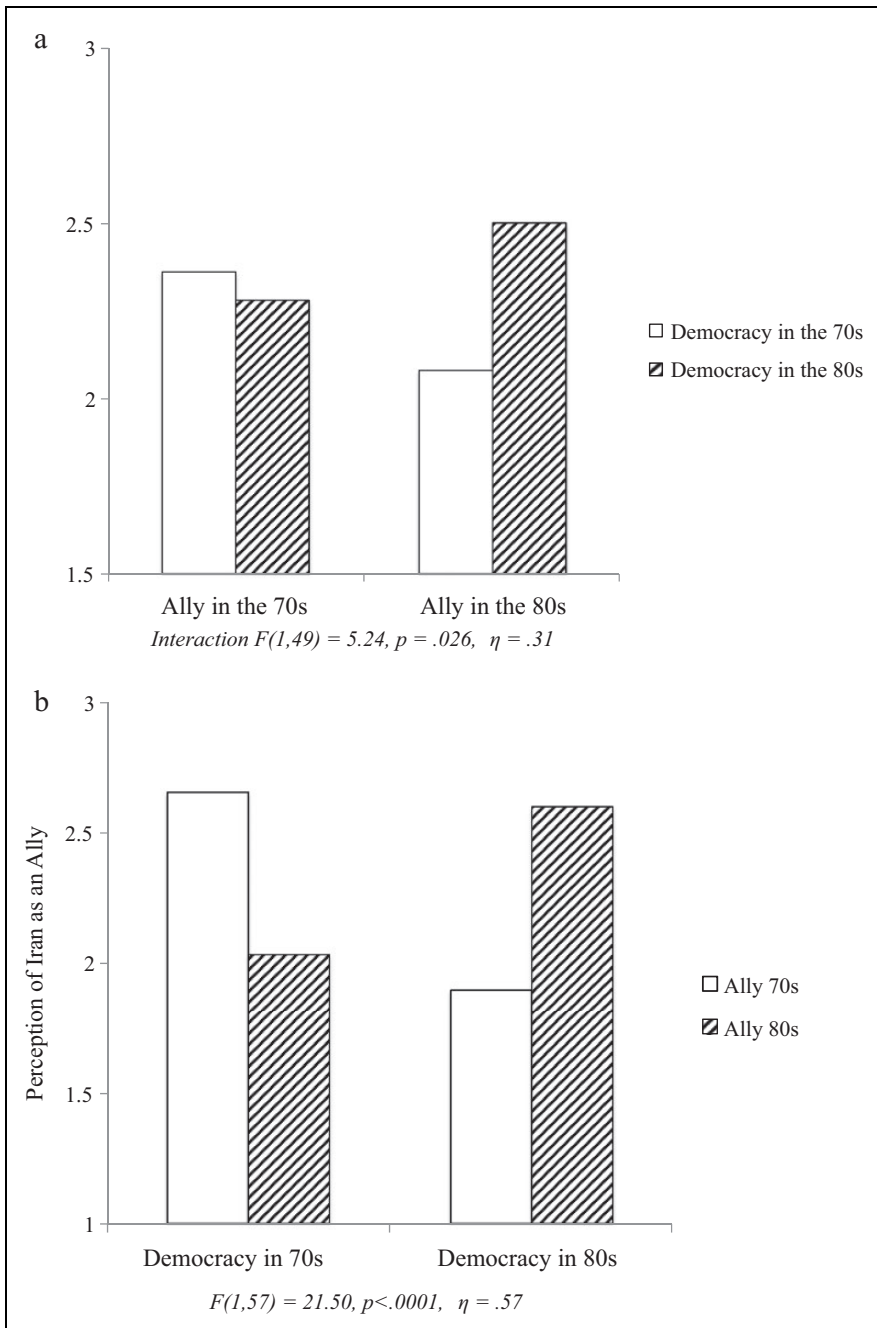 a
3
2.5
2
1.5
Ally in the 70s Ally in the 80s
Interaction F(1,49) = 5.24, p = .026, η = .31
Democracy in the 70s
Democracy in the 80s
b
Perception of Iran as an Ally
3
2.5
2
1.5
1
Democracy in 70s Democracy in 80s
F(1,57) = 21.50, p<.0001, η = .57
Ally 70s
Ally 80s